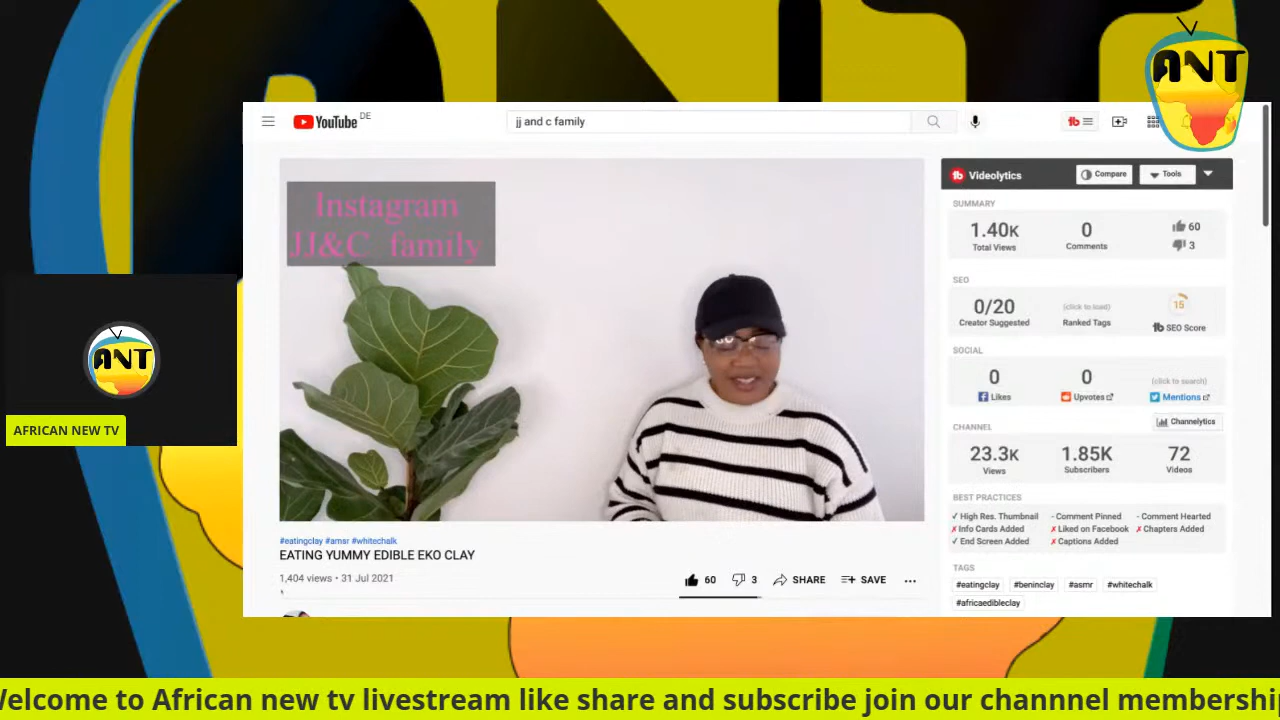 ANT
YouTube DE
jj and c family
Instagram
JJ&C family
Videolytics
Compare
Tools
SUMMARY
1.40K
Total Views
0
Comments
60
3
SEO
0/20
Creator Suggested
(click to load)
Ranked Tags
15
SEO Score
SOCIAL
0
Likes
0
Upvotes
(click to search)
Mentions
CHANNEL
Channelytics
23.3K
Views
1.85K
Subscribers
72
Videos
BEST PRACTICES
✓ High Res. Thumbnail - Comment Pinned - Comment Hearted
✗ Info Cards Added ✗ Liked on Facebook ✗ Chapters Added
✓ End Screen Added ✗ Captions Added
TAGS
#eatingclay #beninclay #asmr #whitechalk
#africaedibleclay
#eatingclay #amsr #whitechalk
EATING YUMMY EDIBLE EKO CLAY
1,404 views • 31 Jul 2021
60 3 SHARE SAVE ...
ANT
AFRICAN NEW TV
Welcome to African new tv livestream like share and subscribe join our channnel membership